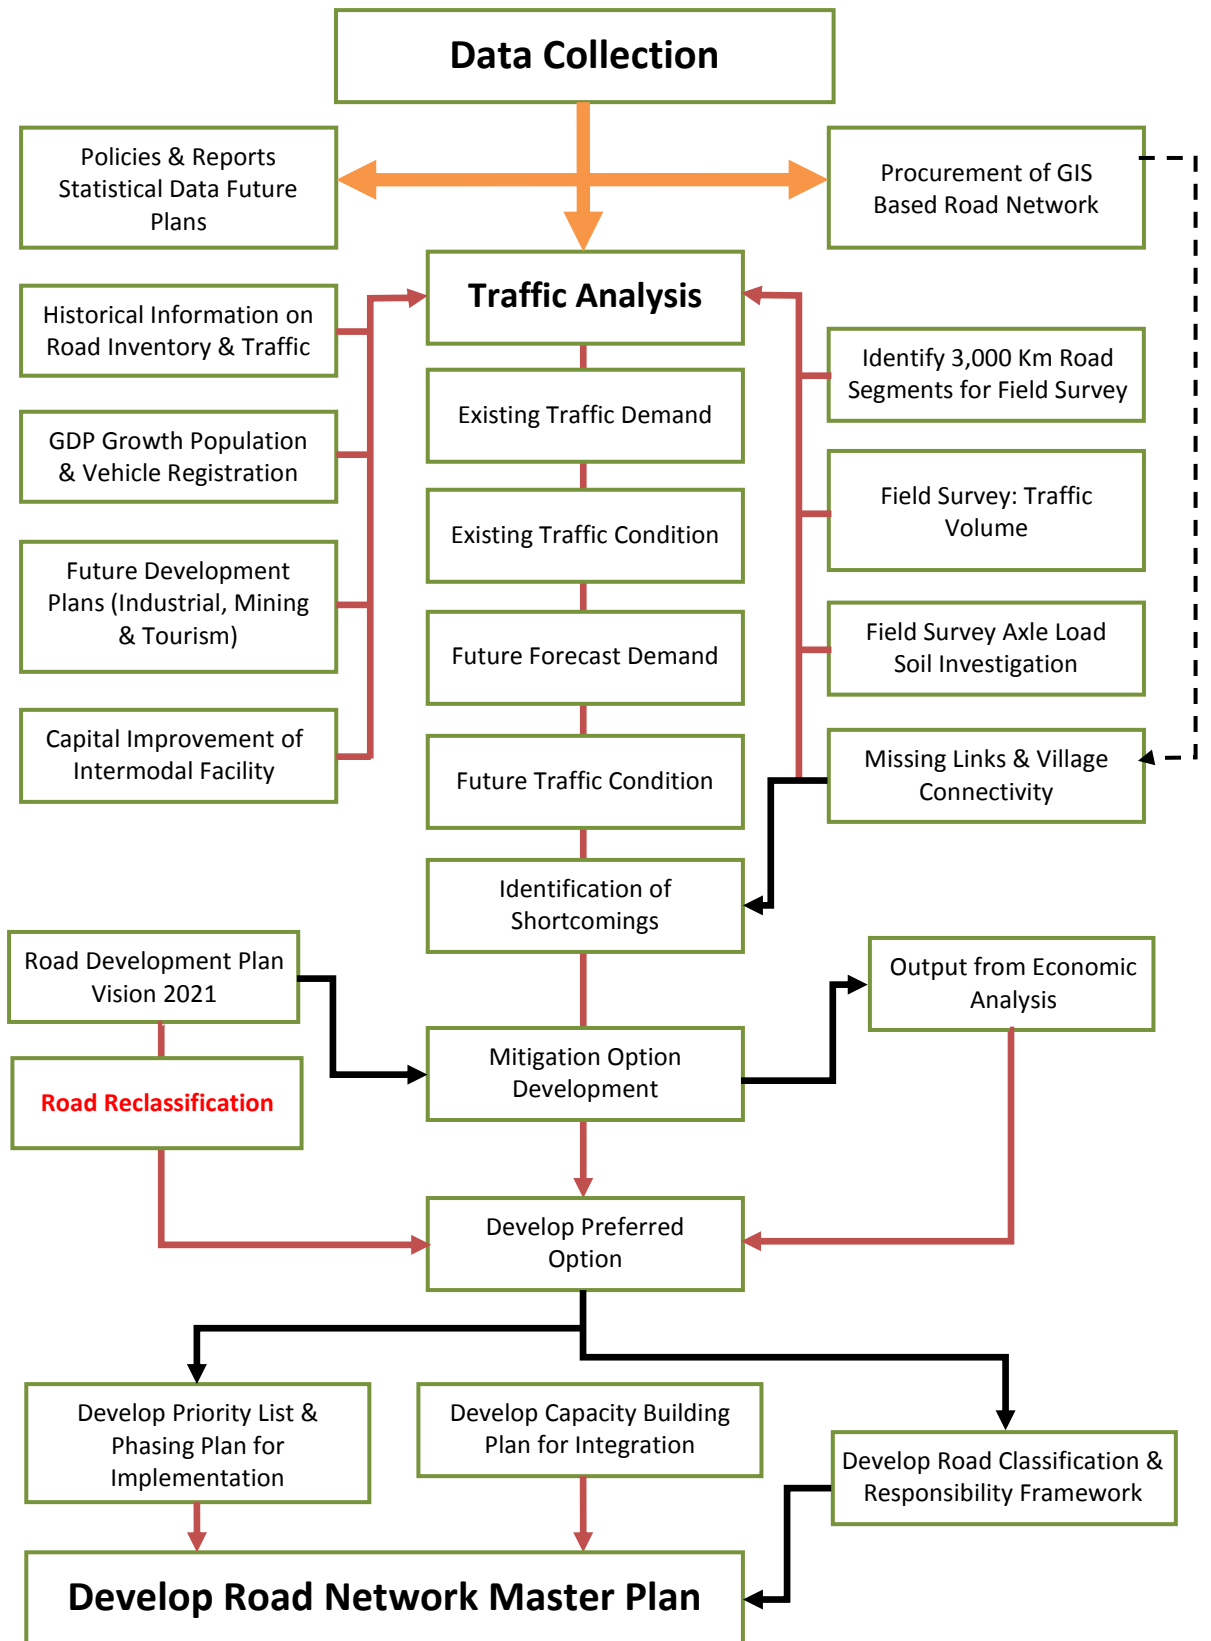 Data Collection
Policies & Reports
Statistical Data Future
Plans
Procurement of GIS
Based Road Network
Traffic Analysis
Historical Information on
Road Inventory & Traffic
Identify 3,000 Km Road
Segments for Field Survey
Existing Traffic Demand
GDP Growth Population
& Vehicle Registration
Field Survey: Traffic
Volume
Existing Traffic Condition
Future Development
Plans (Industrial, Mining
& Tourism)
Field Survey Axle Load
Soil Investigation
Future Forecast Demand
Capital Improvement of
Intermodal Facility
Missing Links & Village
Connectivity
Future Traffic Condition
Identification of
Shortcomings
Road Development Plan
Vision 2021
Output from Economic
Analysis
Mitigation Option
Development
Road Reclassification
Develop Preferred
Option
Develop Priority List &
Phasing Plan for
Implementation
Develop Capacity Building
Plan for Integration
Develop Road Classification &
Responsibility Framework
Develop Road Network Master Plan